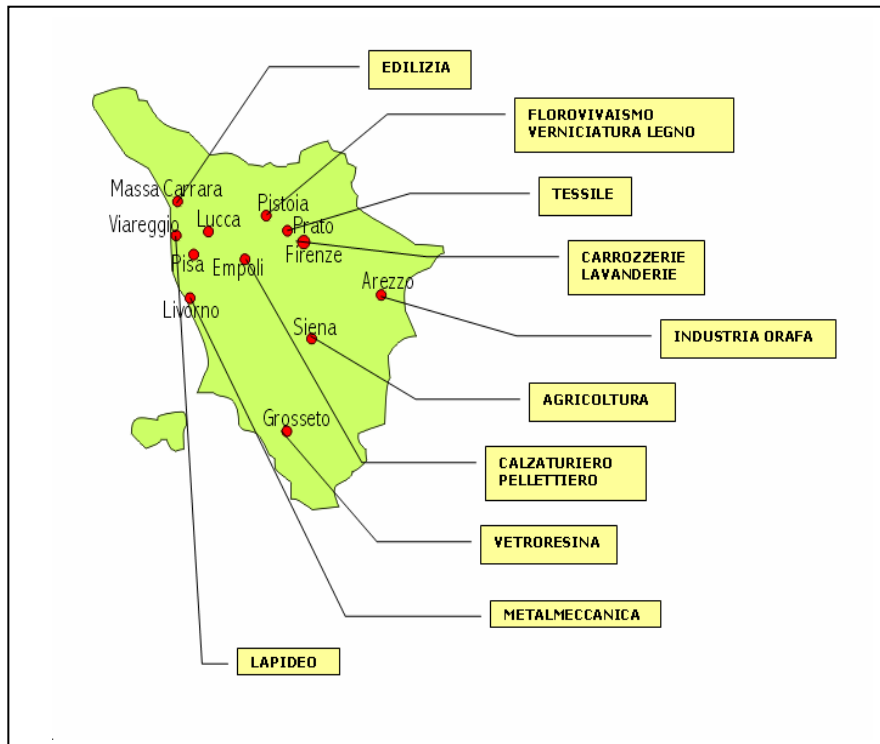 EDILIZIA
FLOROVIVAISMO
VERNICIATURA LEGNO
Massa Carrara
Pistoia
TESSILE
Viareggio
Lucca
Prato
Firenze
CARROZZERIE
LAVANDERIE
Pisa
Empoli
Arezzo
Livorno
Siena
INDUSTRIA ORAFA
AGRICOLTURA
Grosseto
CALZATURIERO
PELLETTIERO
VETRORESINA
METALMECCANICA
LAPIDEO